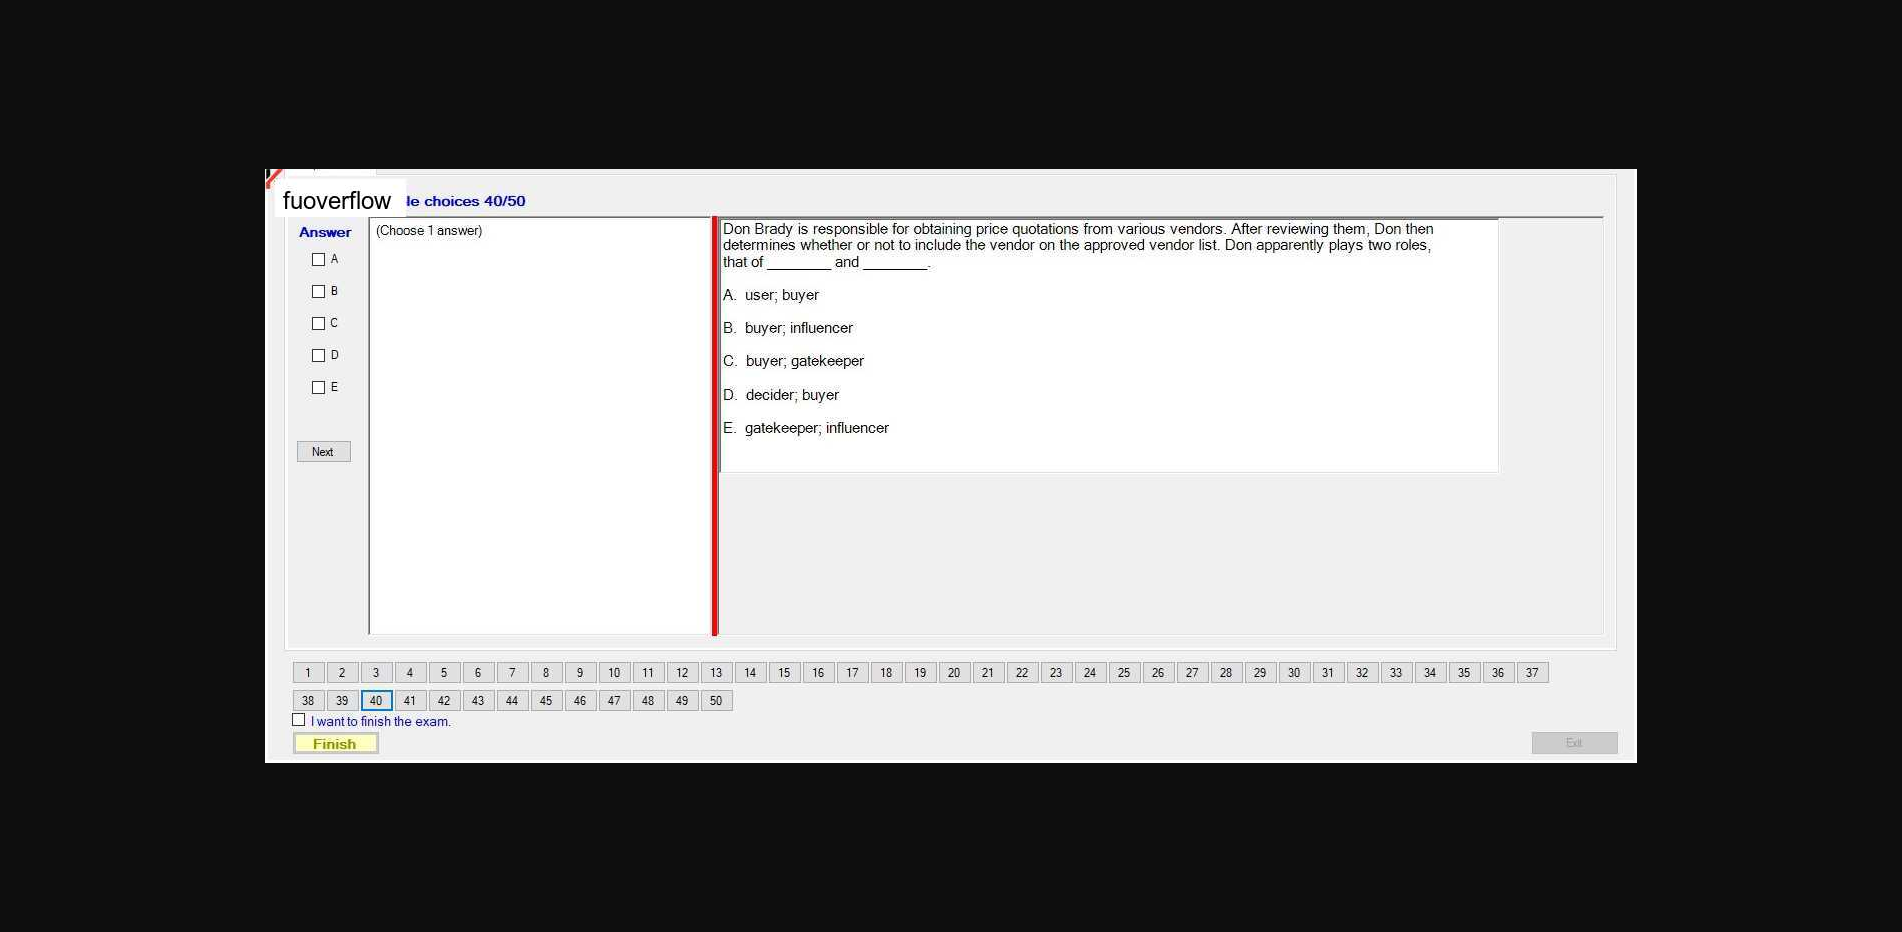 fuoverflow
le choices 40/50
Answer
(Choose 1 answer)
A
B
C
D
E
Next
Don Brady is responsible for obtaining price quotations from various vendors. After reviewing them, Don then
determines whether or not to include the vendor on the approved vendor list. Don apparently plays two roles,
that of ________ and ________.
A. user; buyer
B. buyer; influencer
C. buyer; gatekeeper
D. decider; buyer
E. gatekeeper; influencer
1 2 3 4 5 6 7 8 9 10 11 12 13 14 15 16 17 18 19 20 21 22 23 24 25 26 27 28 29 30 31 32 33 34 35 36 37
38 39 40 41 42 43 44 45 46 47 48 49 50
I want to finish the exam.
Finish
Exit